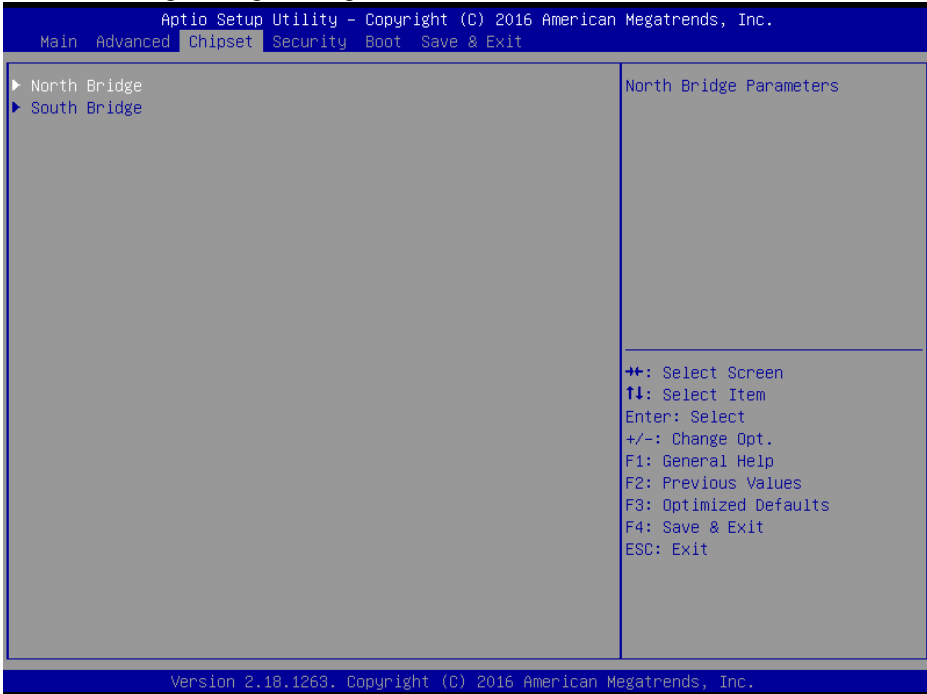 Aptio Setup Utility – Copyright (C) 2016 American Megatrends, Inc.
Main Advanced Chipset Security Boot Save & Exit
▶ North Bridge
▶ South Bridge
North Bridge Parameters
→←: Select Screen
↑↓: Select Item
Enter: Select
+/-: Change Opt.
F1: General Help
F2: Previous Values
F3: Optimized Defaults
F4: Save & Exit
ESC: Exit
Version 2.18.1263. Copyright (C) 2016 American Megatrends, Inc.